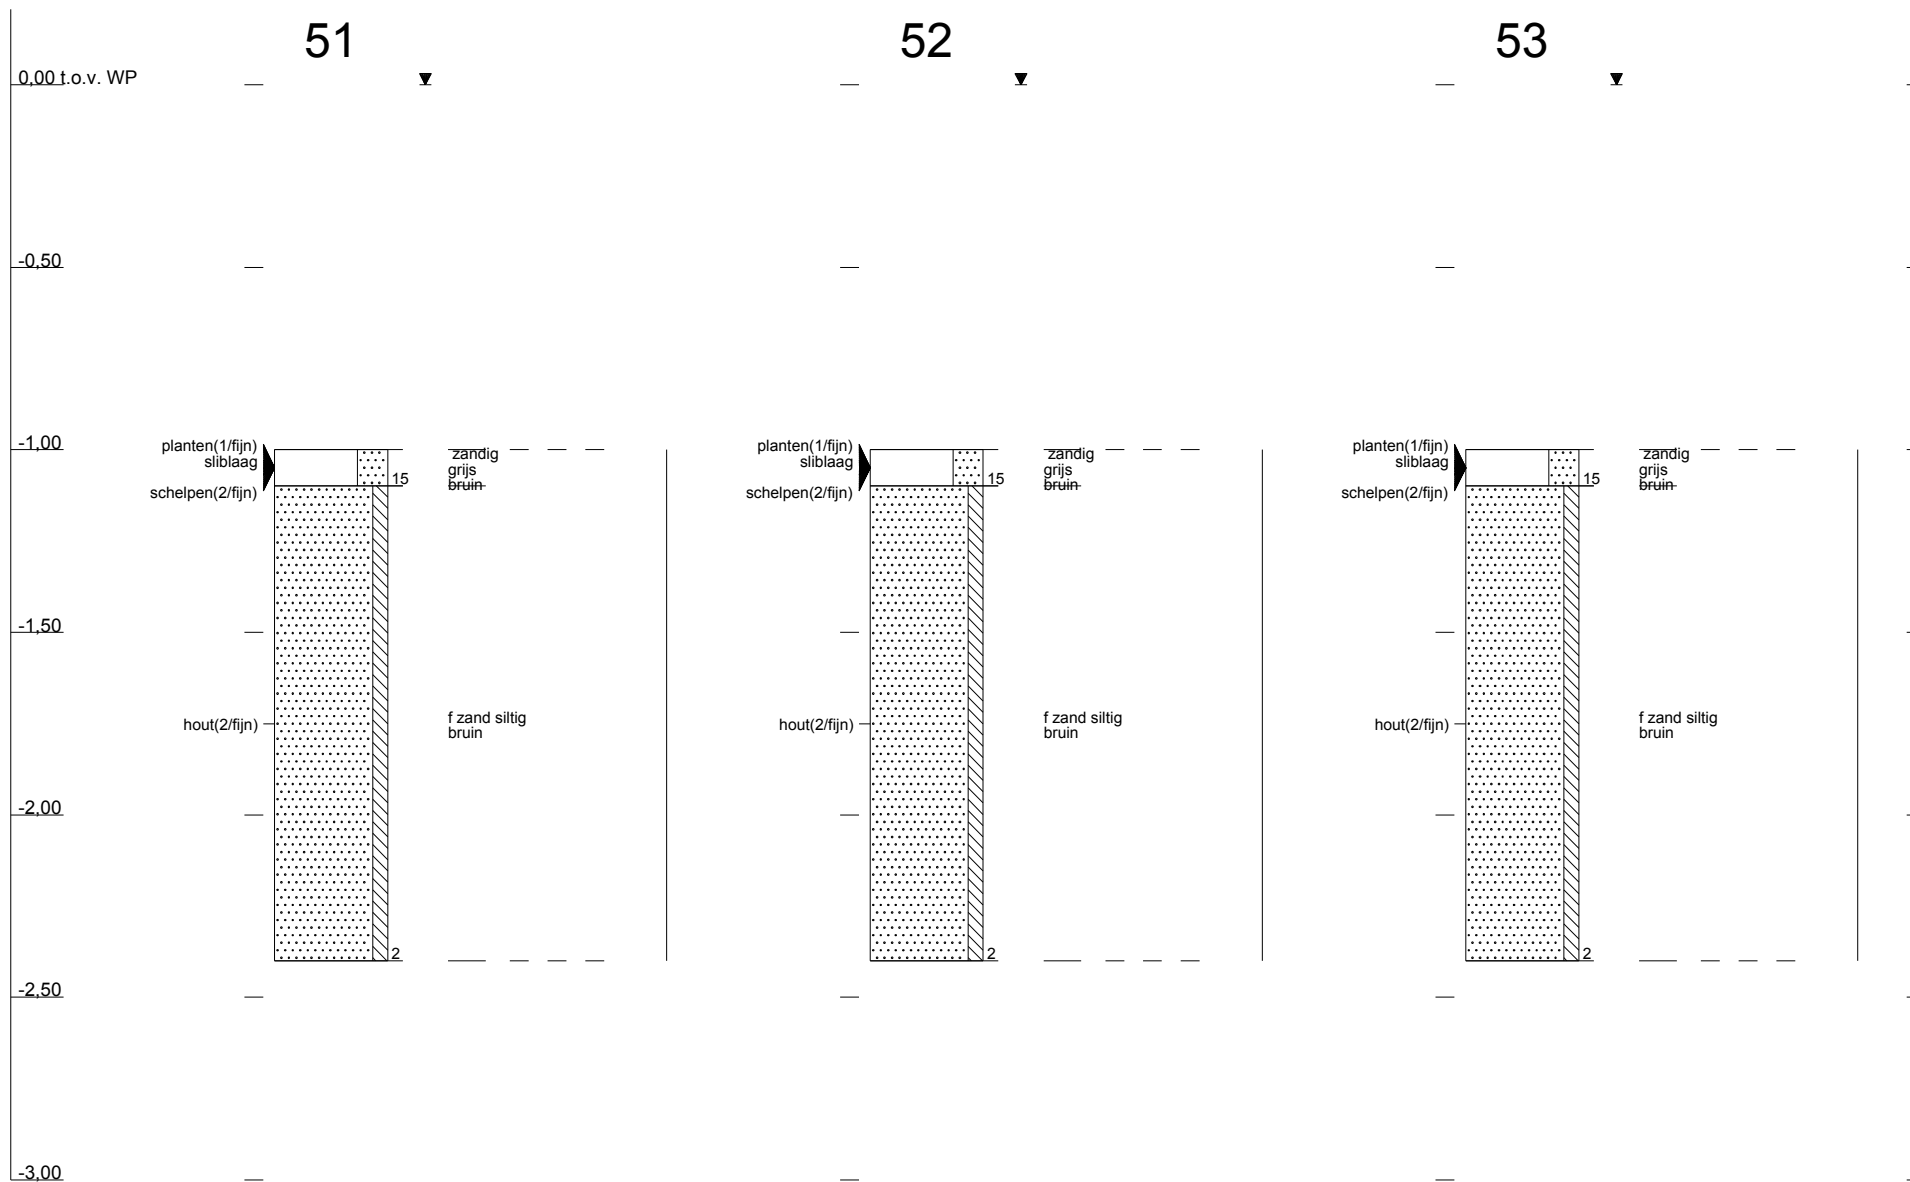 51 52 53
0,00 t.o.v. WP
-0,50
-1,00
planten(1/fijn)
sliblaag
schelpen(2/fijn)
15
zandig
grijs
bruin
planten(1/fijn)
sliblaag
schelpen(2/fijn)
15
zandig
grijs
bruin
planten(1/fijn)
sliblaag
schelpen(2/fijn)
15
zandig
grijs
bruin
-1,50
hout(2/fijn)
f zand siltig
bruin
hout(2/fijn)
f zand siltig
bruin
hout(2/fijn)
f zand siltig
bruin
-2,00
2 2 2
-2,50
-3,00